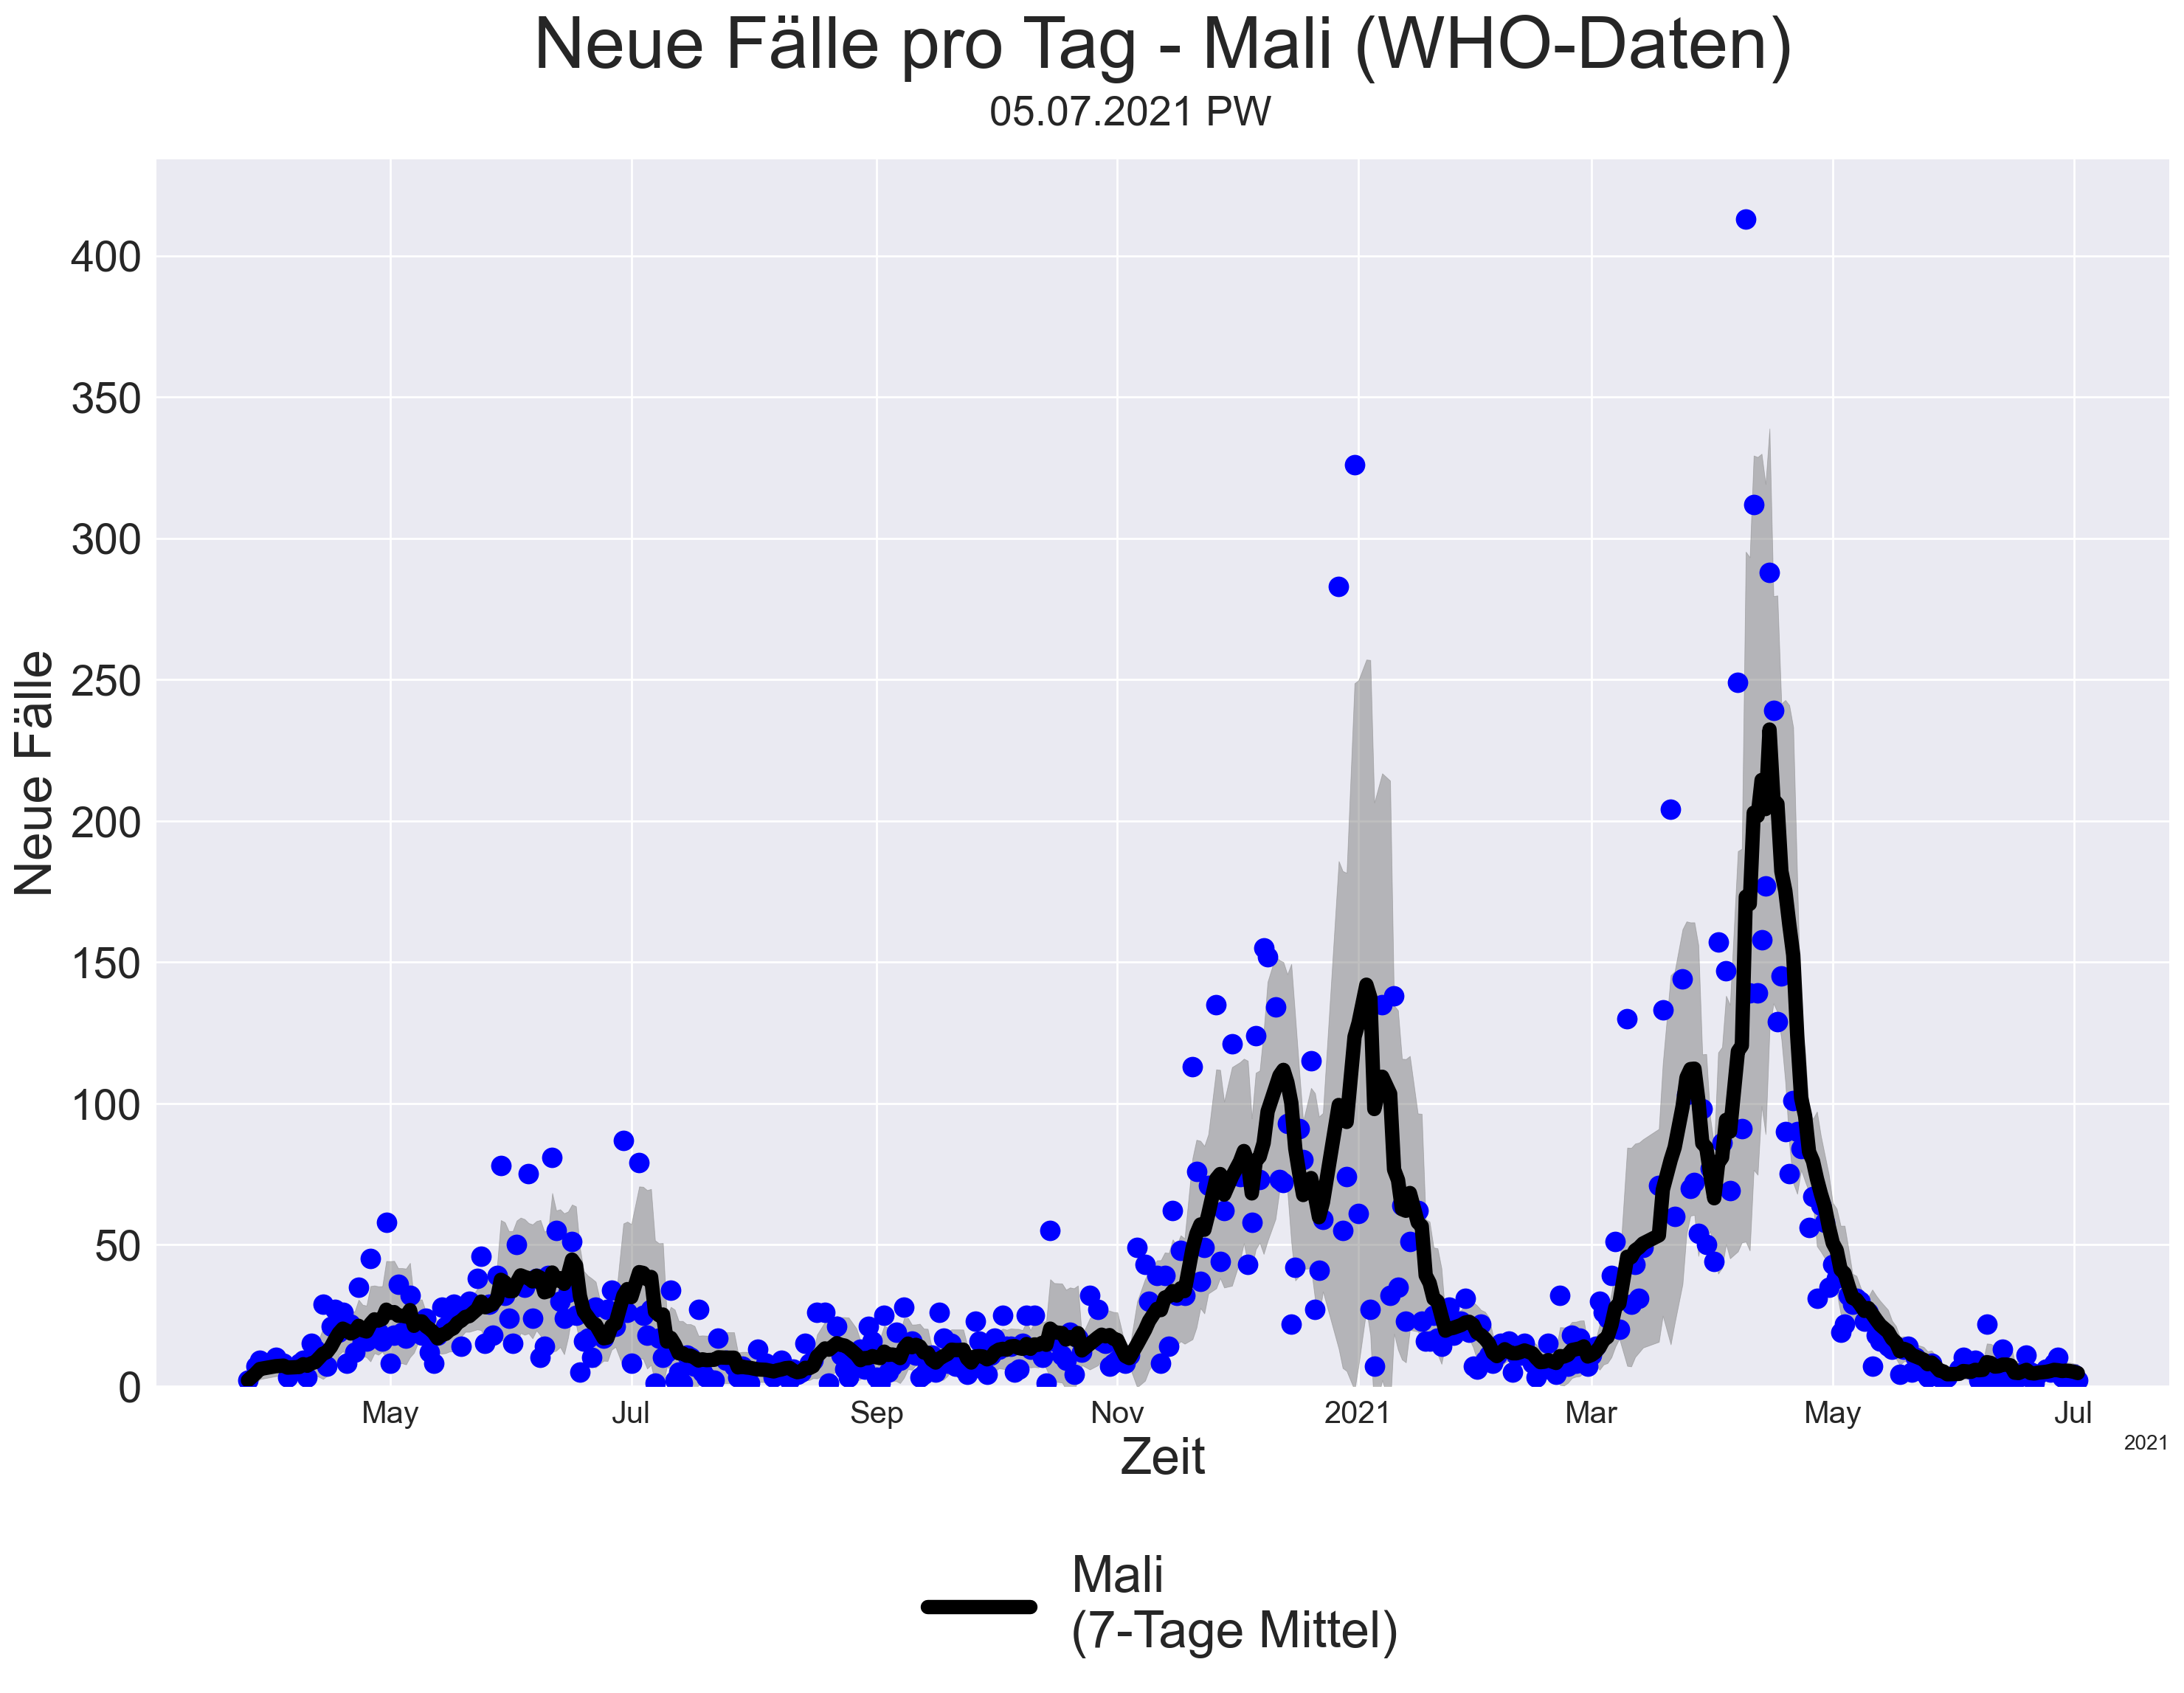 Neue Fälle pro Tag - Mali (WHO-Daten)
05.07.2021 PW
Neue Fälle
400
350
300
250
200
150
100
50
0
May Jul Sep Nov 2021 Mar May Jul
Zeit
2021
Mali
(7-Tage Mittel)